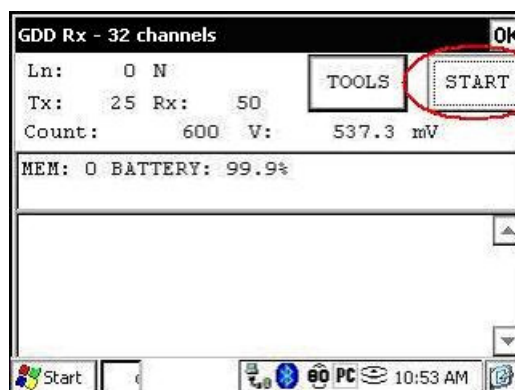 GDD Rx - 32 channels OK
Ln: 0 N
TOOLS START
Tx: 25 Rx: 50
Count: 600 V: 537.3 mV
MEM: 0 BATTERY: 99.9%
Start PC 10:53 AM